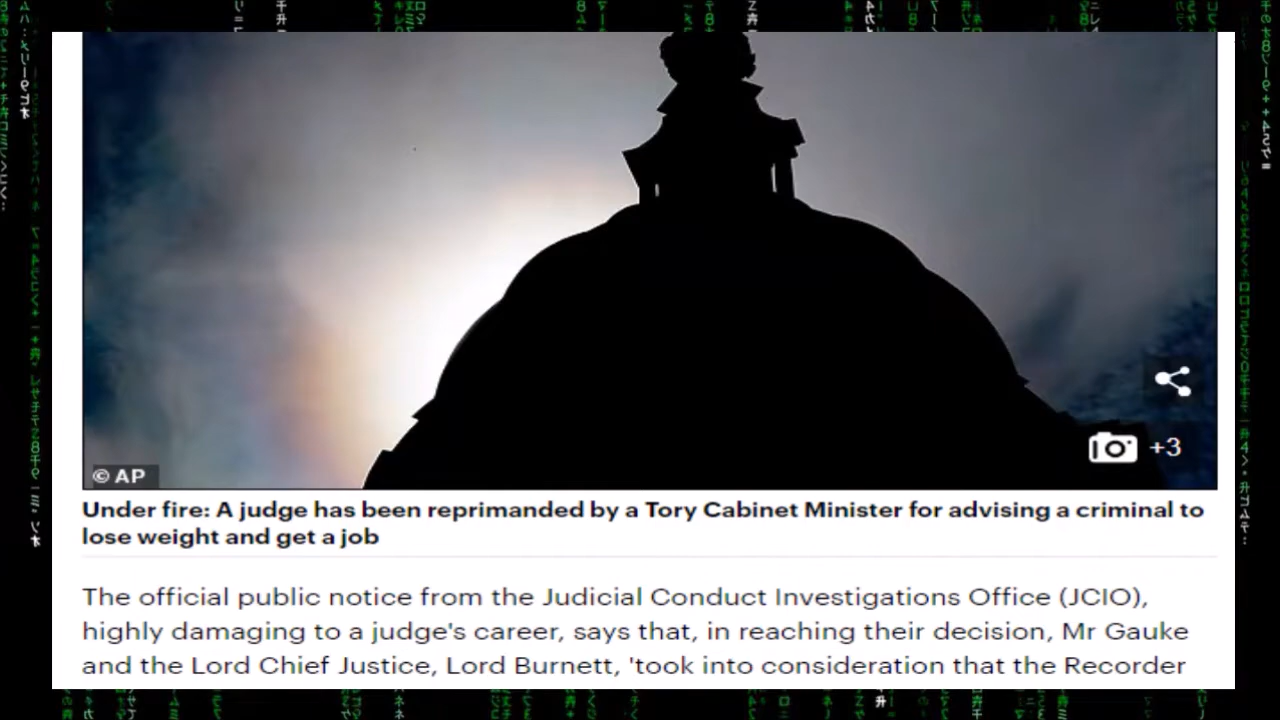 © AP
+3
Under fire: A judge has been reprimanded by a Tory Cabinet Minister for advising a criminal to
lose weight and get a job
The official public notice from the Judicial Conduct Investigations Office (JCIO),
highly damaging to a judge's career, says that, in reaching their decision, Mr Gauke
and the Lord Chief Justice, Lord Burnett, 'took into consideration that the Recorder